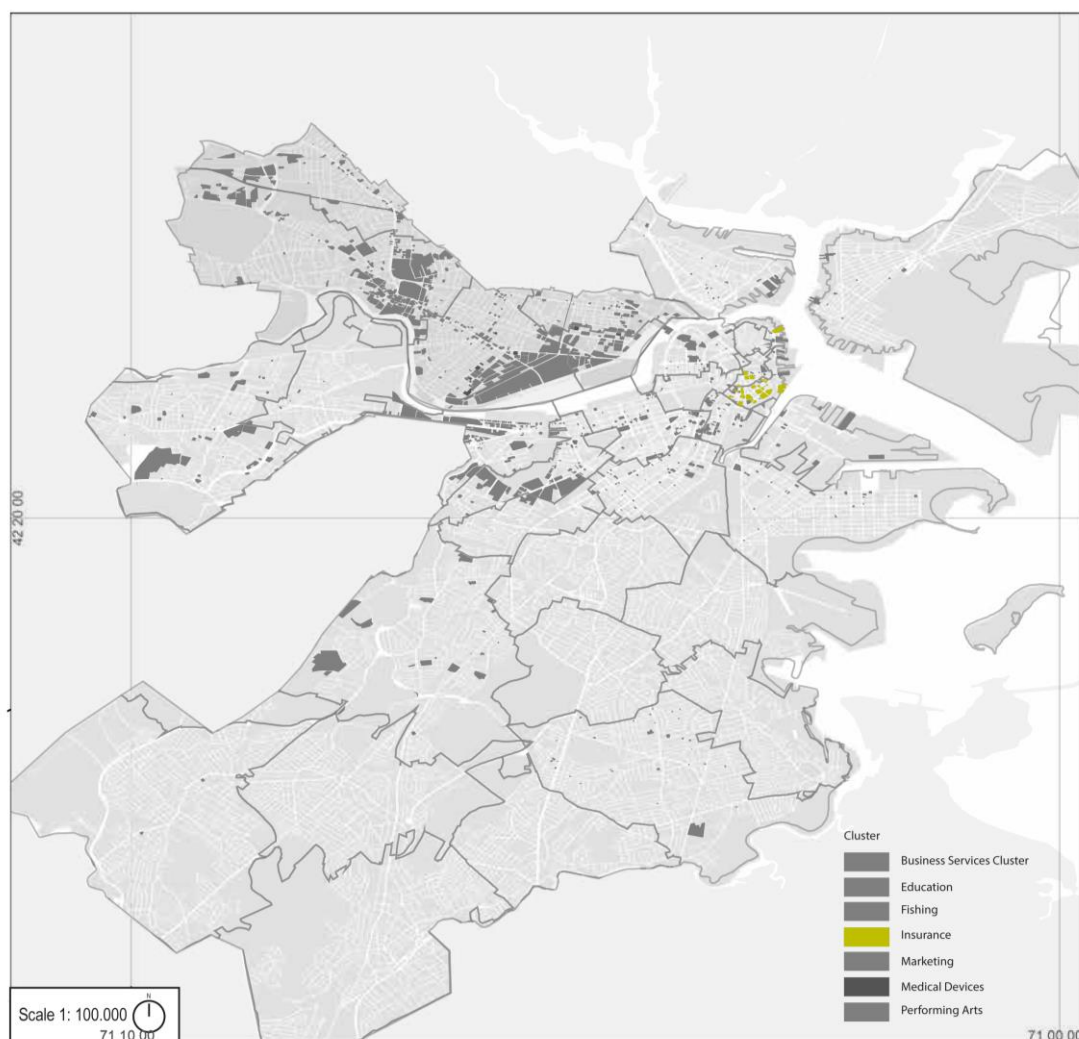 42 20 00
Cluster
Business Services Cluster
Education
Fishing
Insurance
Marketing
Medical Devices
Performing Arts
N
Scale 1: 100.000
71 10 00
71 00 00